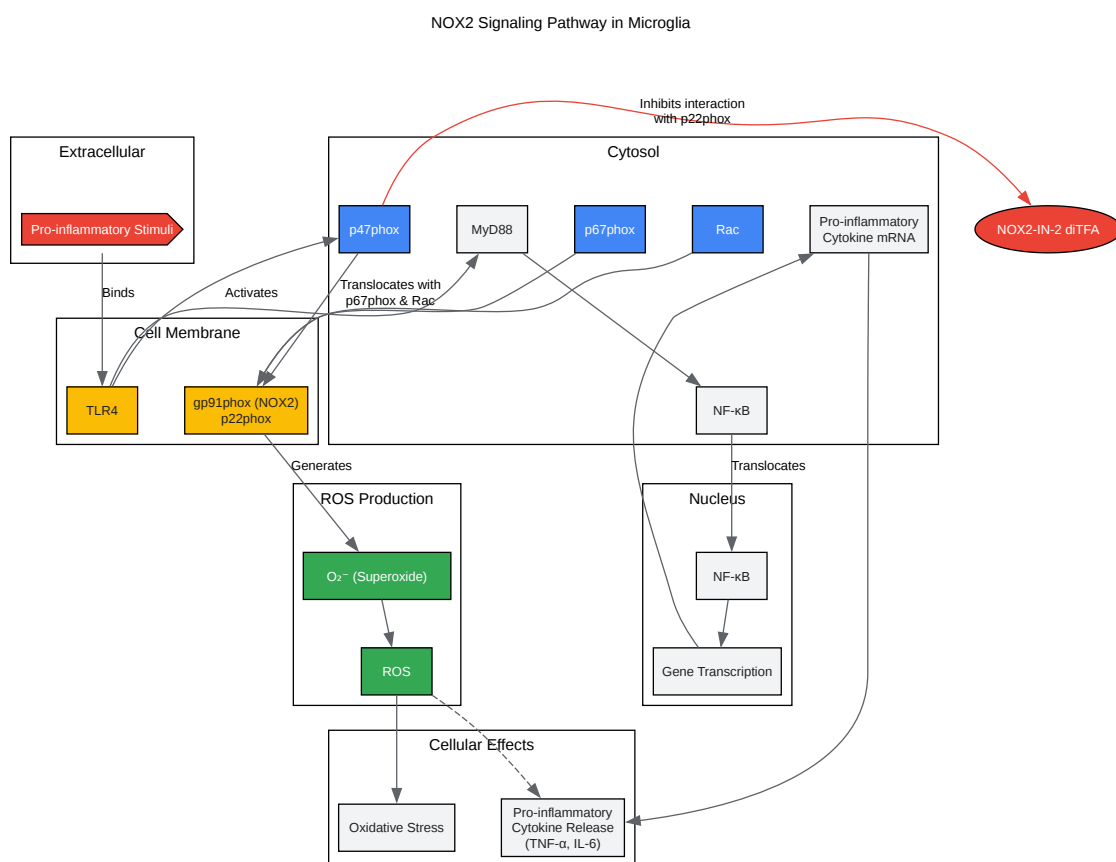 NOX2 Signaling Pathway in Microglia
Inhibits interaction
with p22phox
Extracellular
Cytosol
Pro-inflammatory Stimuli
p47phox
MyD88
p67phox
Rac
Pro-inflammatory
Cytokine mRNA
NOX2-IN-2 diTFA
Binds
Activates
Translocates with
p67phox & Rac
Cell Membrane
TLR4
gp91phox (NOX2)
p22phox
NF-κB
Generates
Translocates
ROS Production
Nucleus
O₂⁻ (Superoxide)
NF-κB
ROS
Gene Transcription
Cellular Effects
Oxidative Stress
Pro-inflammatory
Cytokine Release
(TNF-α, IL-6)